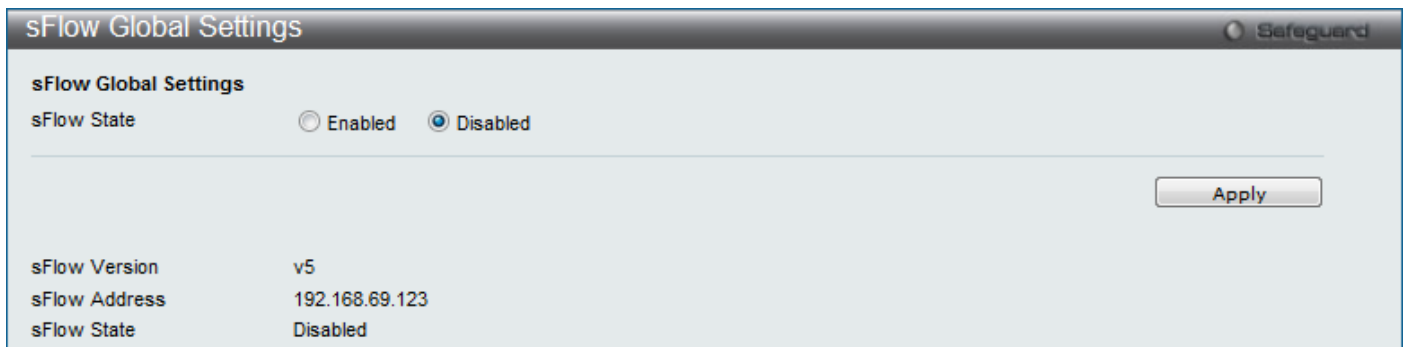 sFlow Global Settings
Safeguard
sFlow Global Settings
sFlow State Enabled Disabled
Apply
sFlow Version v5
sFlow Address 192.168.69.123
sFlow State Disabled